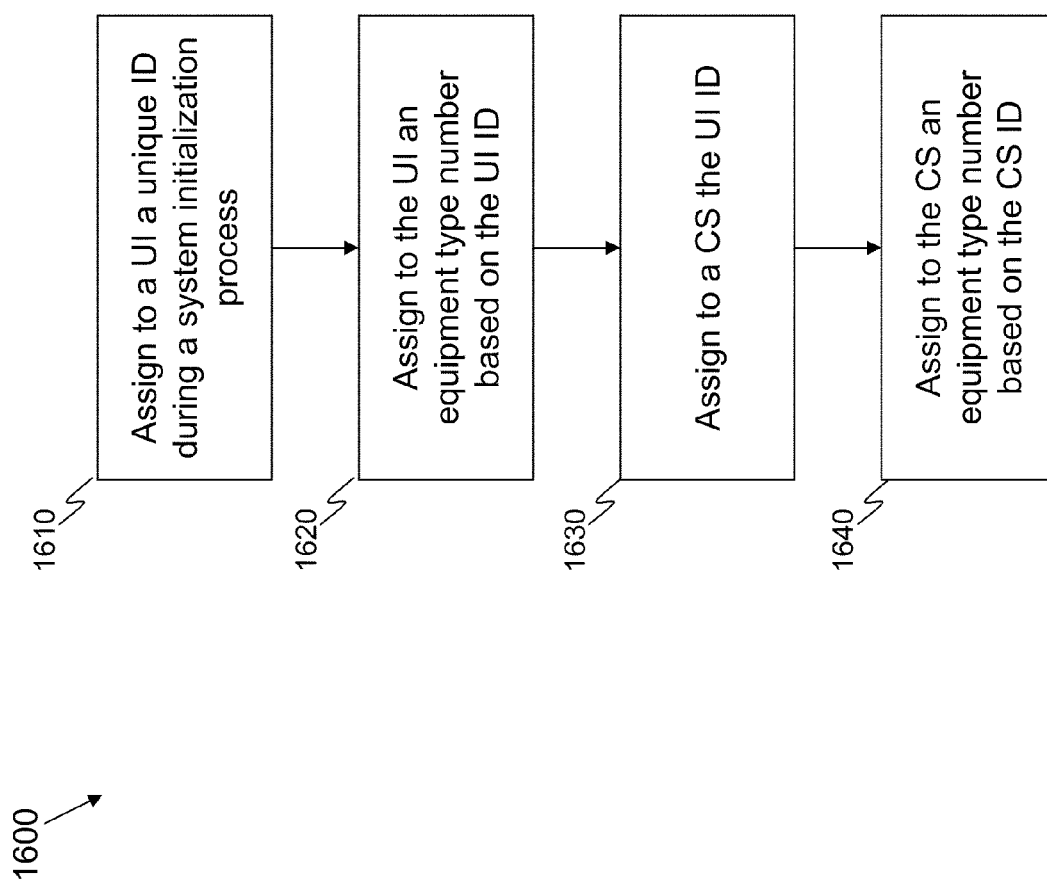 1600
1610
Assign to a UI a unique ID
during a system initialization
process
1620
Assign to the UI an
equipment type number
based on the UI ID
1630
Assign to a CS the UI ID
1640
Assign to the CS an
equipment type number
based on the CS ID